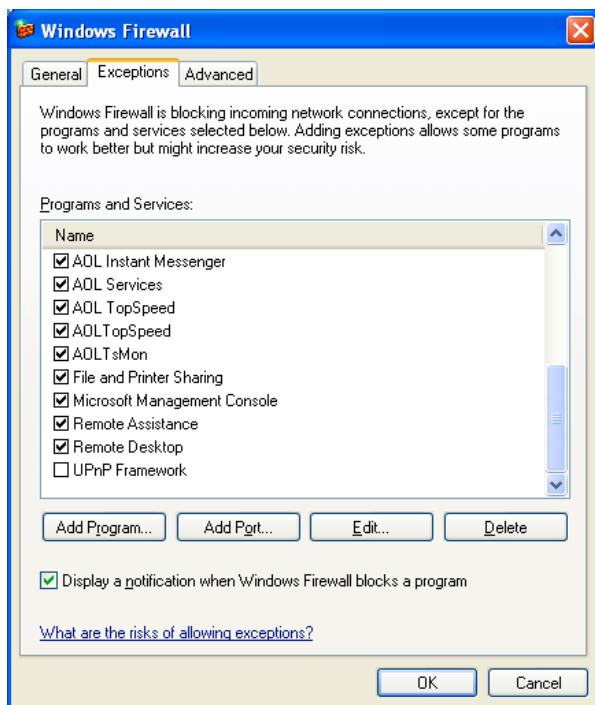 Windows Firewall
General Exceptions Advanced
Windows Firewall is blocking incoming network connections, except for the
programs and services selected below. Adding exceptions allows some programs
to work better but might increase your security risk.
Programs and Services:
Name
AOL Instant Messenger
AOL Services
AOL TopSpeed
AOLTopSpeed
AOLTsMon
File and Printer Sharing
Microsoft Management Console
Remote Assistance
Remote Desktop
UPnP Framework
Add Program... Add Port... Edit... Delete
Display a notification when Windows Firewall blocks a program
What are the risks of allowing exceptions?
OK Cancel